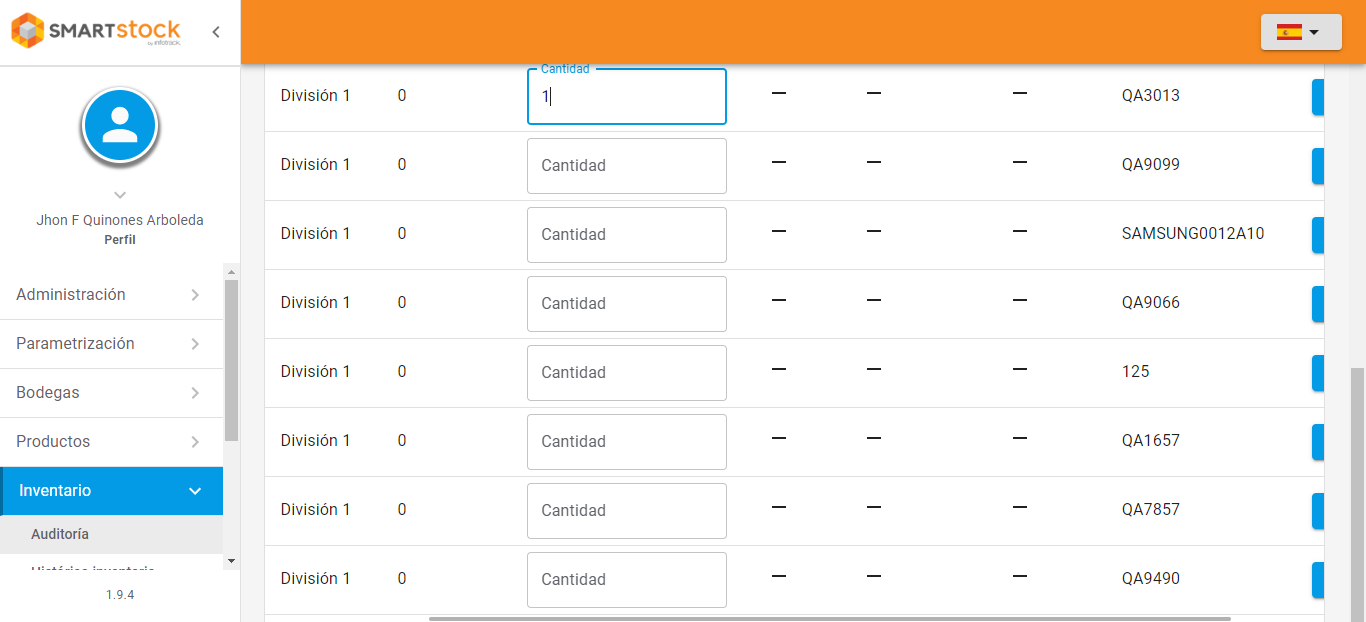 SMARTstock
by infotrack.
Jhon F Quinones Arboleda
Perfil
Administración
Parametrización
Bodegas
Productos
Inventario
Auditoría
Histórico inventario
1.9.4
Cantidad
División 1 0 1 — — — QA3013
División 1 0 Cantidad — — — QA9099
División 1 0 Cantidad — — — SAMSUNG0012A10
División 1 0 Cantidad — — — QA9066
División 1 0 Cantidad — — — 125
División 1 0 Cantidad — — — QA1657
División 1 0 Cantidad — — — QA7857
División 1 0 Cantidad — — — QA9490